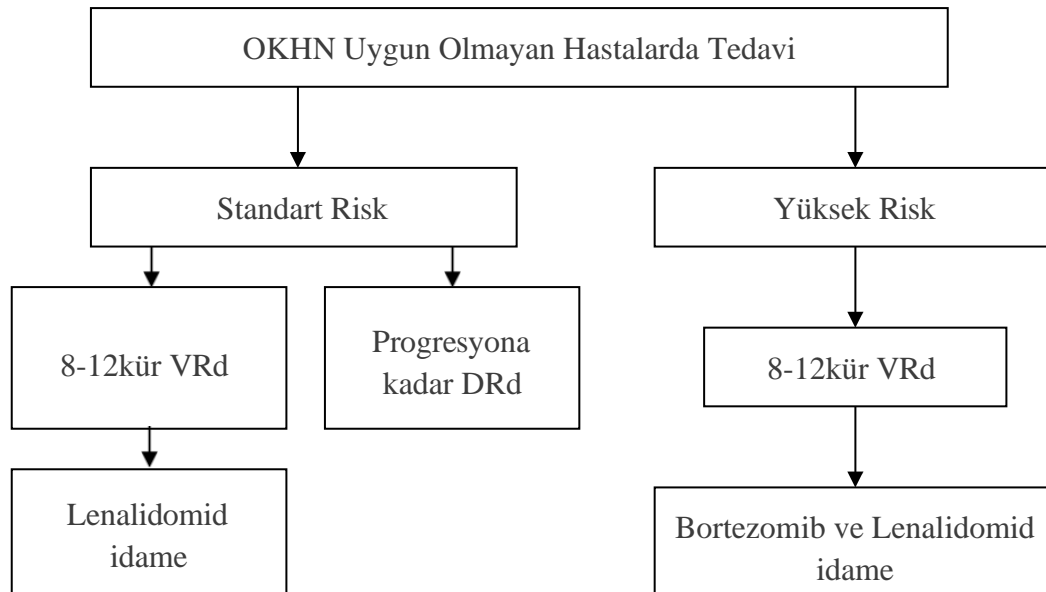 OKHN Uygun Olmayan Hastalarda Tedavi
Standart Risk
Yüksek Risk
8-12kür VRd
Progresyona
kadar DRd
8-12kür VRd
Lenalidomid
idame
Bortezomib ve Lenalidomid
idame